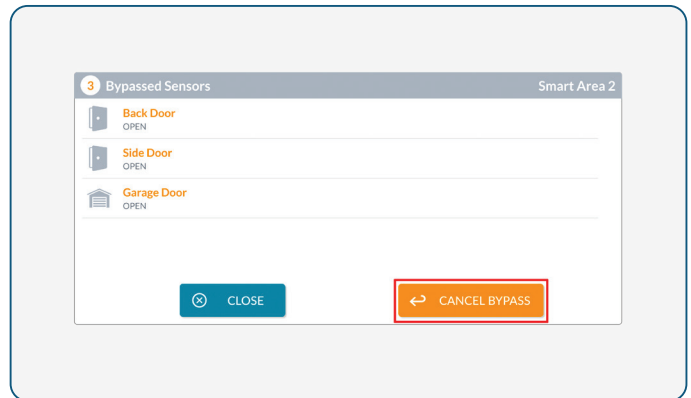 3 Bypassed Sensors Smart Area 2
Back Door
OPEN
Side Door
OPEN
Garage Door
OPEN
CLOSE CANCEL BYPASS